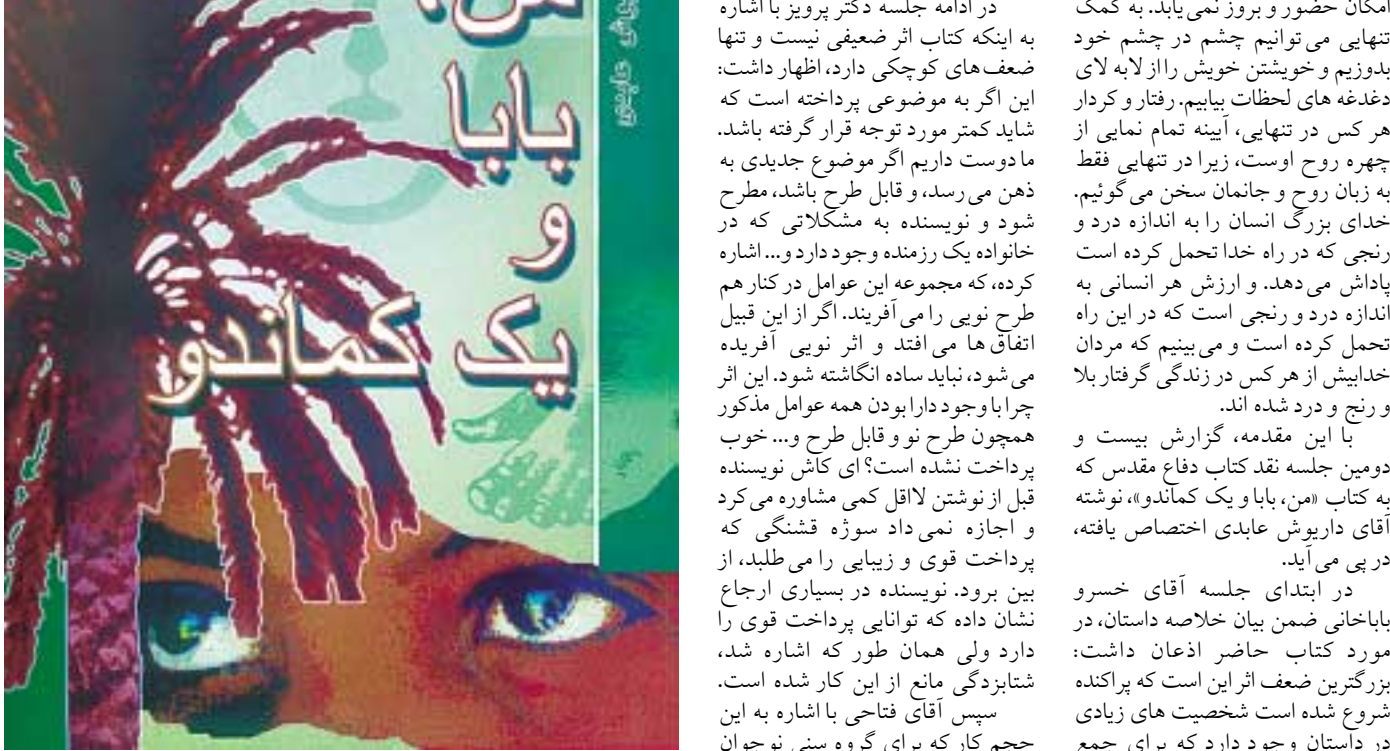 امکان حضور و بروز نمی‌یابد. به کمک
تنهایی می‌توانیم چشم در چشم خود
بدوزیم و خویشتن خویش را از لابه لای
دغدغه های لحظات بیابیم. رفتار و کردار
هر کس در تنهایی، آیینه تمام نمایی از
چهره روح اوست، زیرا در تنهایی فقط
به زبان روح و جانمان سخن می‌گوئیم.
خدای بزرگ انسان را به اندازه درد و
رنجی که در راه خدا تحمل کرده است
پاداش می‌دهد. و ارزش هر انسانی به
اندازه درد و رنجی است که در این راه
تحمل کرده است و می‌بینیم که مردان
خدابیش از هر کس در زندگی گرفتار بلا
و رنج و درد شده اند.
با این مقدمه، گزارش بیست و
دومین جلسه نقد کتاب دفاع مقدس که
به کتاب «من، بابا و یک کماندو»، نوشته
آقای داریوش عابدی اختصاص یافته،
در پی می‌آید.
در ابتدای جلسه آقای خسرو
باباخانی ضمن بیان خلاصه داستان، در
مورد کتاب حاضر اذعان داشت:
بزرگترین ضعف اثر این است که پراکنده
شروع شده است شخصیت های زیادی
در داستان وجود دارد که برای جمع
در ادامه جلسه دکتر پرویز با اشاره
به اینکه کتاب اثر ضعیفی نیست و تنها
ضعف‌های کوچکی دارد، اظهار داشت:
این اگر به موضوعی پرداخته است که
شاید کمتر مورد توجه قرار گرفته باشد.
ما دوست داریم اگر موضوع جدیدی به
ذهن می‌رسد، و قابل طرح باشد، مطرح
شود و نویسنده به مشکلاتی که در
خانواده یک رزمنده وجود دارد و... اشاره
کرده، که مجموعه این عوامل در کنار هم
طرح نویی را می‌آفریند. اگر از این قبیل
اتفاق‌ها می‌افتد و اثر نویی آفریده
می‌شود، نباید ساده انگاشته شود. این اثر
چرا با وجود دارا بودن همه عوامل مذکور
همچون طرح نو و قابل طرح و... خوب
پرداخت نشده است؟ ای کاش نویسنده
قبل از نوشتن لااقل کمی مشاوره می‌کرد
و اجازه نمی‌داد سوژه قشنگی که
پرداخت قوی و زیبایی را می‌طلبد، از
بین برود. نویسنده در بسیاری ارجاع
نشان داده که توانایی پرداخت قوی را
دارد ولی همان طور که اشاره شد،
شتابزدگی مانع از این کار شده است.
سپس آقای فتاحی با اشاره به این
حجم کار که برای گروه سنی نوجوان
من،
بابا
و
یک کماندو
عابدی